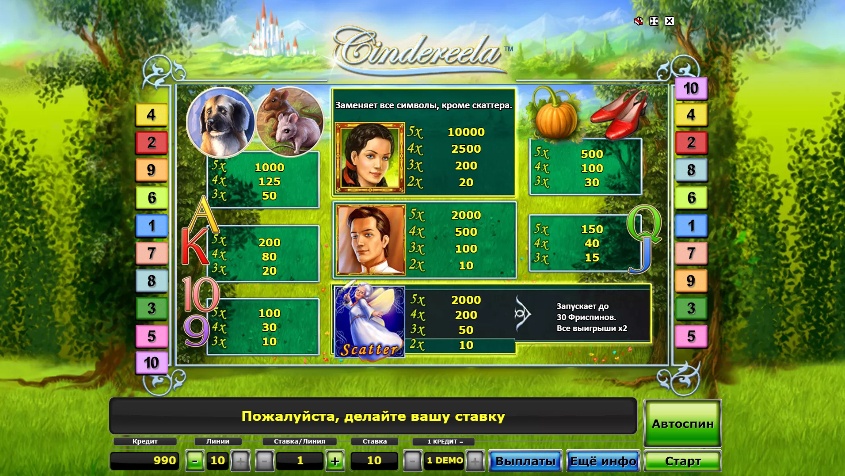 Cindereela™
Заменяет все символы, кроме скаттера.
5x 10000
4x 2500
3x 200
2x 20
5x 1000
4x 125
3x 50
5x 500
4x 100
3x 30
A
K
5x 200
4x 80
3x 20
5x 2000
4x 500
3x 100
2x 10
5x 150
4x 40
3x 15
Q
J
10
9
5x 100
4x 30
3x 10
Scatter
5x 2000
4x 200
3x 50
2x 10
Запускает до
30 Фриспинов.
Все выигрыши x2
4
2
9
6
1
7
8
3
5
10
10
4
2
8
6
1
7
9
3
5
Пожалуйста, делайте вашу ставку
Автоспин
Кредит Линии Ставка/Линия Ставка 1 КРЕДИТ =
990 - 10 + - 1 + 10 - 1 DEMO + Выплаты Ещё инфо Старт